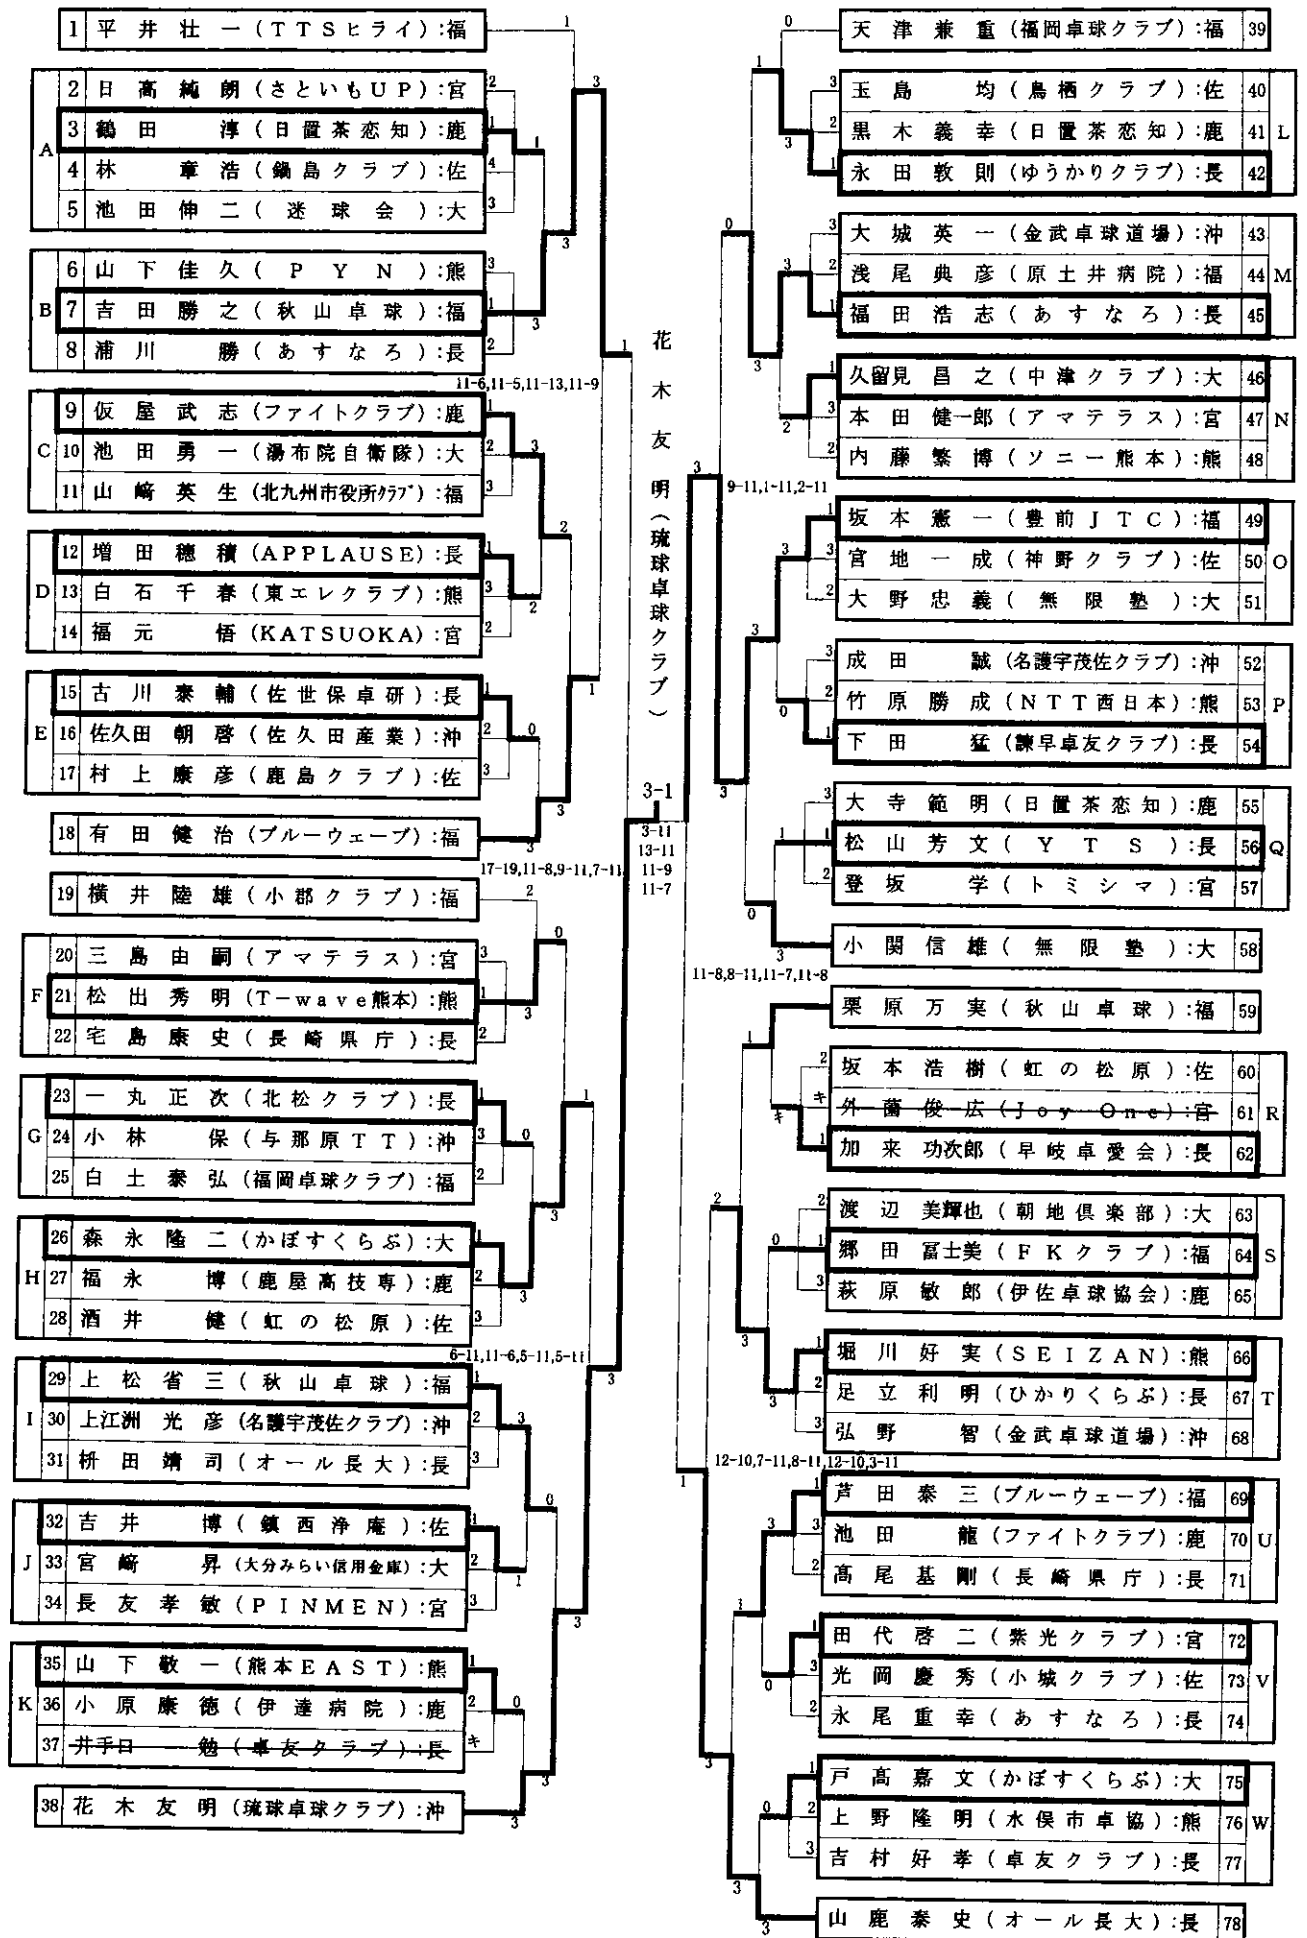 1 平井壮一(TTSヒライ):福
A
2 日高純朗(さといもUP):宮
3 鶴田淳(日置茶恋知):鹿
4 林章浩(鍋島クラブ):佐
5 池田伸二(迷球会):大
B
6 山下佳久(PYN):熊
7 吉田勝之(秋山卓球):福
8 浦川勝(あすなろ):長
11-6,11-5,11-13,11-9
C
9 仮屋武志(ファイトクラブ):鹿
10 池田勇一(湯布院自衛隊):大
11 山﨑英生(北九州市役所クラブ):福
D
12 増田穂積(APPLAUSE):長
13 白石千春(東エレクラブ):熊
14 福元悟(KATSUOKA):宮
E
15 古川泰輔(佐世保卓研):長
16 佐久田朝啓(佐久田産業):沖
17 村上康彦(鹿島クラブ):佐
18 有田健治(ブルーウェーブ):福
17-19,11-8,9-11,7-11
19 横井陸雄(小郡クラブ):福
F
20 三島由嗣(アマテラス):宮
21 松出秀明(T-wave熊本):熊
22 宅島康史(長崎県庁):長
G
23 一丸正次(北松クラブ):長
24 小林保(与那原TT):沖
25 白土泰弘(福岡卓球クラブ):福
H
26 森永隆二(かぼすくらぶ):大
27 福永博(鹿屋高技専):鹿
28 酒井健(虹の松原):佐
6-11,11-6,5-11,5-11
I
29 上松省三(秋山卓球):福
30 上江洲光彦(名護宇茂佐クラブ):沖
31 枡田靖司(オール長大):長
J
32 吉井博(鎮西浄庵):佐
33 宮﨑昇(大分みらい信用金庫):大
34 長友孝敏(PINMEN):宮
K
35 山下敬一(熊本EAST):熊
36 小原康徳(伊達病院):鹿
37 井手口勉(卓友クラブ):長 キ
38 花木友明(琉球卓球クラブ):沖
花木友明(琉球卓球クラブ)
3-1
3-11
13-11
11-9
11-7
天津兼重(福岡卓球クラブ):福 39
L
玉島均(鳥栖クラブ):佐 40
黒木義幸(日置茶恋知):鹿 41
永田敦則(ゆうかりクラブ):長 42
M
大城英一(金武卓球道場):沖 43
浅尾典彦(原土井病院):福 44
福田浩志(あすなろ):長 45
N
久留見昌之(中津クラブ):大 46
本田健一郎(アマテラス):宮 47
内藤繁博(ソニー熊本):熊 48
9-11,1-11,2-11
O
坂本憲一(豊前JTC):福 49
宮地一成(神野クラブ):佐 50
大野忠義(無限塾):大 51
P
成田誠(名護宇茂佐クラブ):沖 52
竹原勝成(NTT西日本):熊 53
下田猛(諫早卓友クラブ):長 54
Q
大寺範明(日置茶恋知):鹿 55
松山芳文(YTS):長 56
登坂学(トミシマ):宮 57
小関信雄(無限塾):大 58
11-8,8-11,11-7,11-8
栗原万実(秋山卓球):福 59
R
坂本浩樹(虹の松原):佐 60
外薗俊広(Joy One):宮 61 キ
加来功次郎(早岐卓愛会):長 62
S
渡辺美輝也(朝地倶楽部):大 63
郷田冨士美(FKクラブ):福 64
萩原敏郎(伊佐卓球協会):鹿 65
T
堀川好実(SEIZAN):熊 66
足立利明(ひかりくらぶ):長 67
弘野智(金武卓球道場):沖 68
12-10,7-11,8-11,12-10,3-11
U
芦田泰三(ブルーウェーブ):福 69
池田龍(ファイトクラブ):鹿 70
髙尾基剛(長崎県庁):長 71
V
田代啓二(紫光クラブ):宮 72
光岡慶秀(小城クラブ):佐 73
永尾重幸(あすなろ):長 74
W
戸髙嘉文(かぼすくらぶ):大 75
上野隆明(水俣市卓協):熊 76
吉村好孝(卓友クラブ):長 77
山鹿泰史(オール長大):長 78